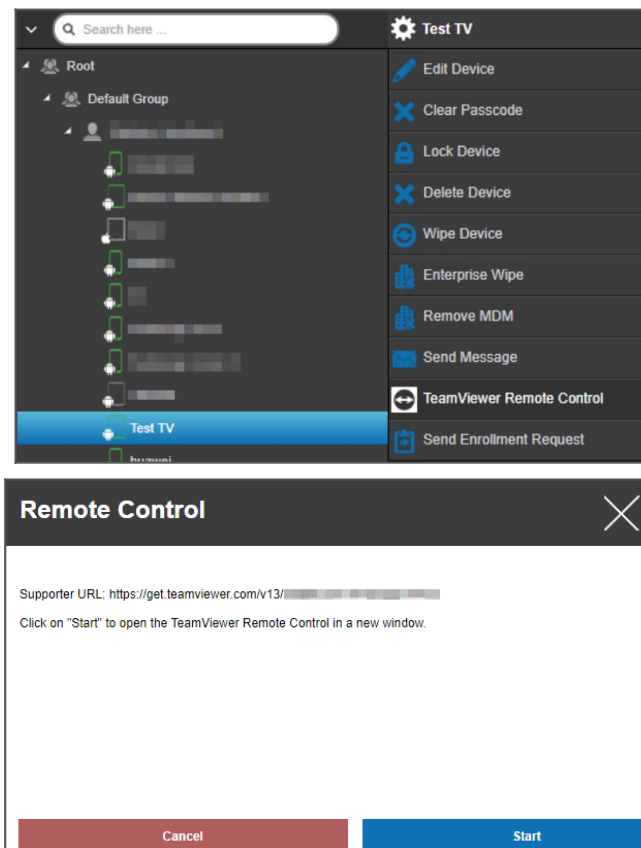 Search here ...
Root
Default Group
Test TV
Test TV
Edit Device
Clear Passcode
Lock Device
Delete Device
Wipe Device
Enterprise Wipe
Remove MDM
Send Message
TeamViewer Remote Control
Send Enrollment Request
Remote Control
Supporter URL: https://get.teamviewer.com/v13/
Click on "Start" to open the TeamViewer Remote Control in a new window.
Cancel
Start